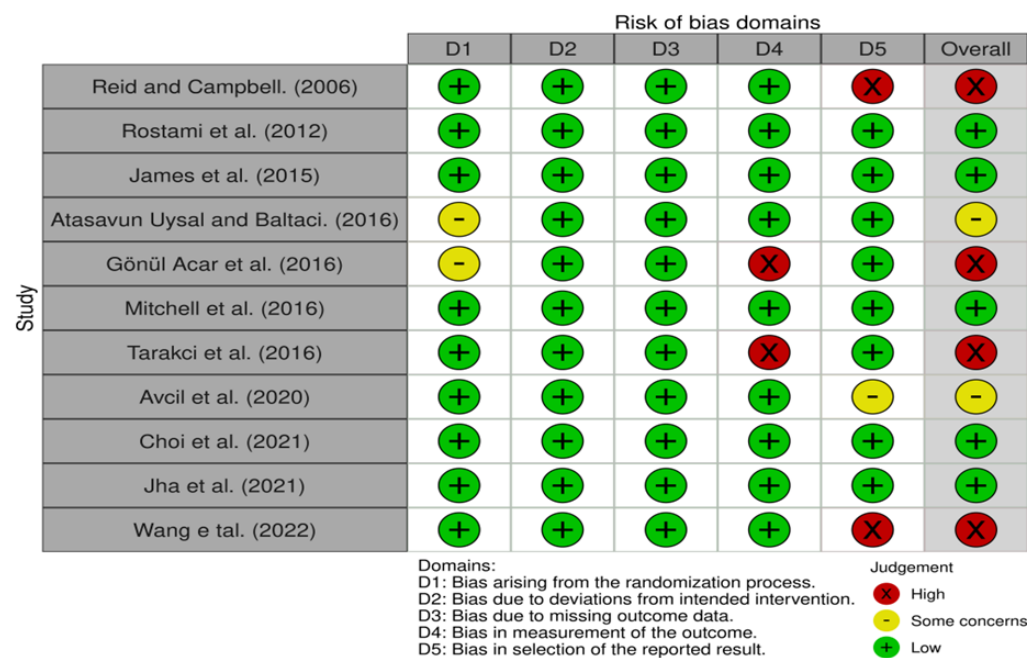 Risk of bias domains
D1 D2 D3 D4 D5 Overall
Study
Reid and Campbell. (2006) + + + + X X
Rostami et al. (2012) + + + + + +
James et al. (2015) + + + + + +
Atasavun Uysal and Baltaci. (2016) - + + + + -
Gönül Acar et al. (2016) - + + X + X
Mitchell et al. (2016) + + + + + +
Tarakci et al. (2016) + + + X + X
Avcil et al. (2020) + + + + - -
Choi et al. (2021) + + + + + +
Jha et al. (2021) + + + + + +
Wang e tal. (2022) + + + + X X
Domains:
D1: Bias arising from the randomization process.
D2: Bias due to deviations from intended intervention.
D3: Bias due to missing outcome data.
D4: Bias in measurement of the outcome.
D5: Bias in selection of the reported result.
Judgement
X High
- Some concerns
+ Low